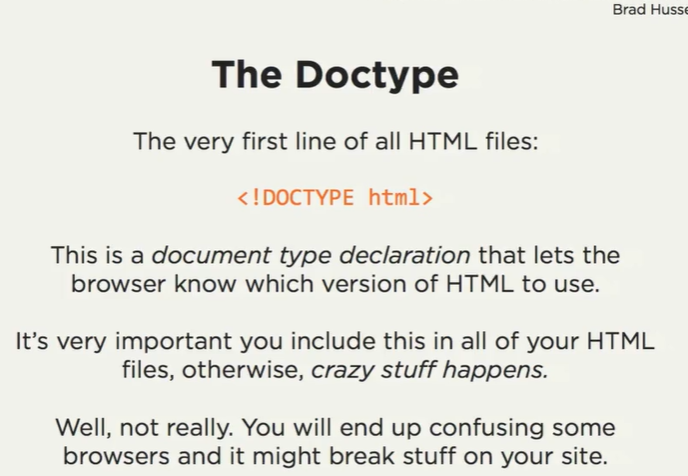 Brad Husse
The Doctype
The very first line of all HTML files:
<!DOCTYPE html>
This is a document type declaration that lets the
browser know which version of HTML to use.
It's very important you include this in all of your HTML
files, otherwise, crazy stuff happens.
Well, not really. You will end up confusing some
browsers and it might break stuff on your site.